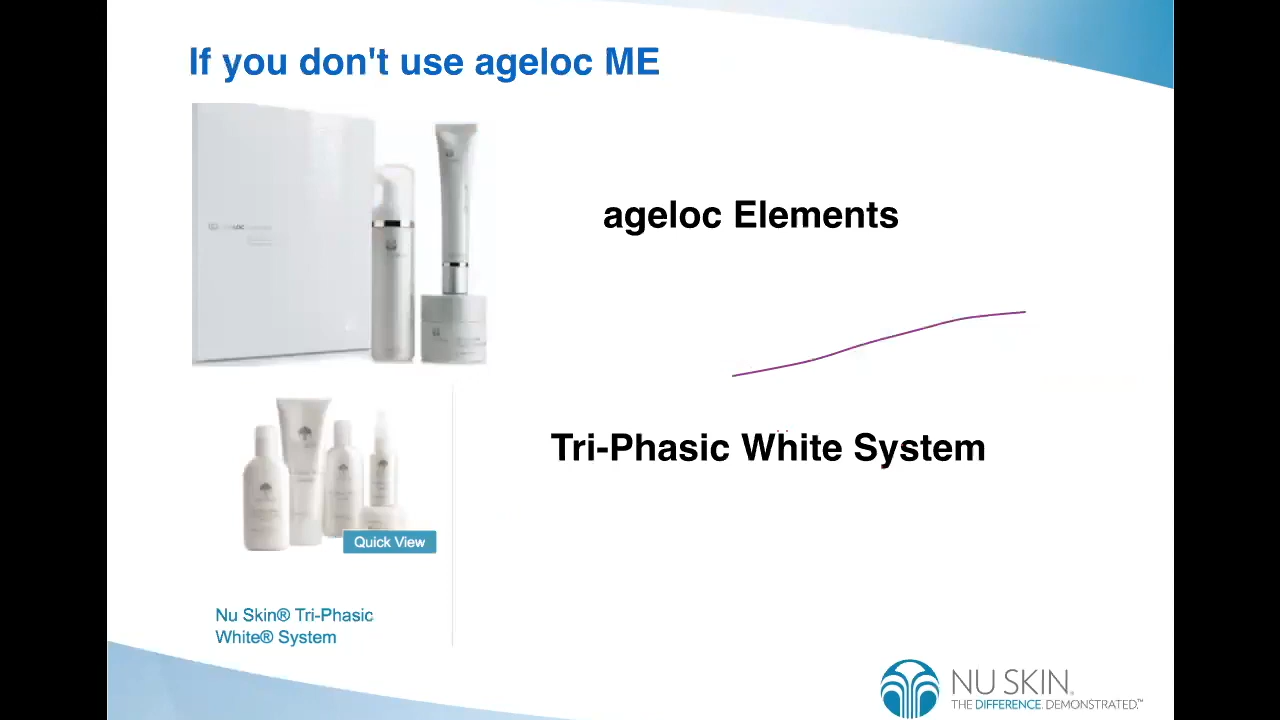 If you don't use ageloc ME
ageloc Elements
Tri-Phasic White System
Quick View
Nu Skin® Tri-Phasic
White® System
NU SKIN®
THE DIFFERENCE. DEMONSTRATED.™